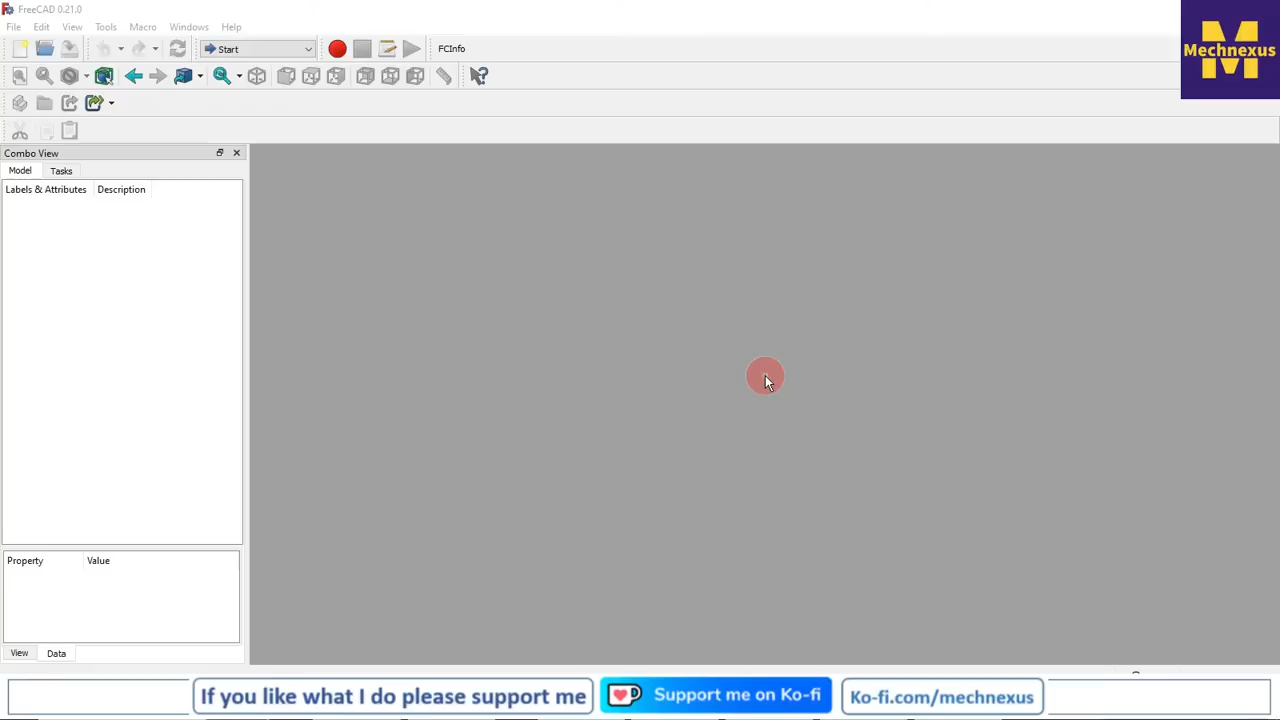 FreeCAD 0.21.0
File Edit View Tools Macro Windows Help
Start
FCInfo
Mechnexus
Combo View
Model Tasks
Labels & Attributes Description
Property Value
View Data
If you like what I do please support me
Support me on Ko-fi
Ko-fi.com/mechnexus